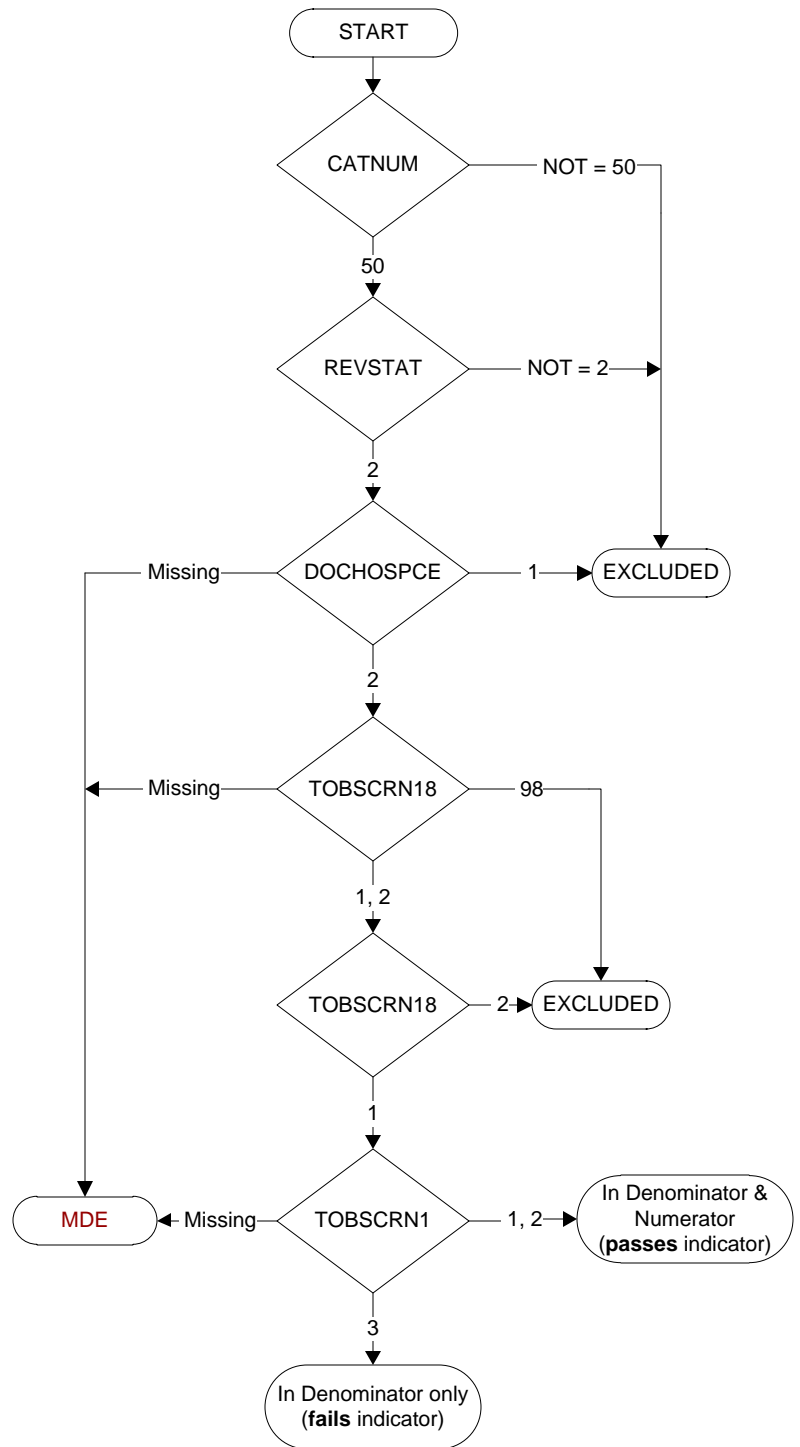 START
CATNUM
NOT = 50
50
REVSTAT
NOT = 2
2
Missing
DOCHOSPCE
1
EXCLUDED
2
Missing
TOBSCRN18
98
1, 2
TOBSCRN18
2
EXCLUDED
1
MDE
Missing
TOBSCRN1
1, 2
In Denominator &
Numerator
(passes indicator)
3
In Denominator only
(fails indicator)